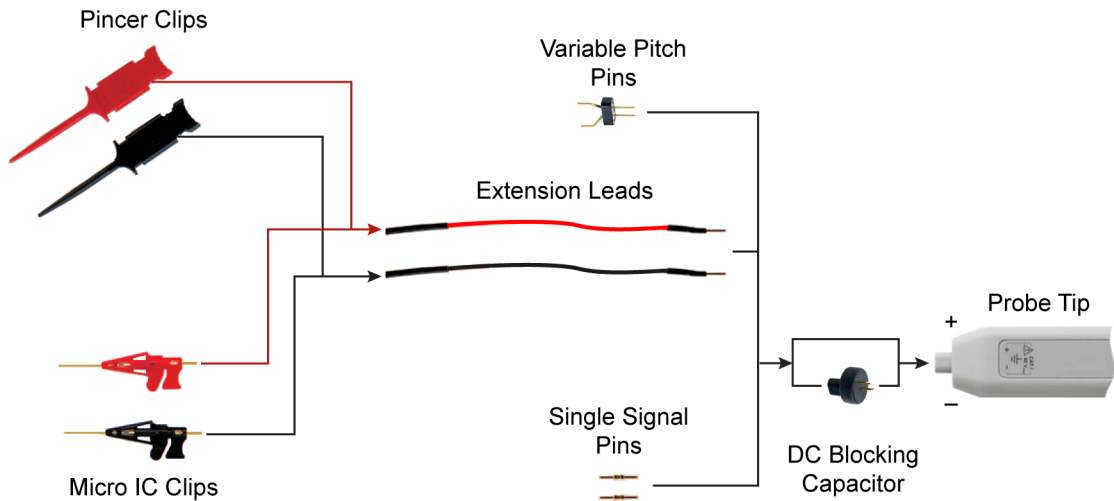 Pincer Clips
Variable Pitch
Pins
Extension Leads
Probe Tip
+
−
Single Signal
Pins
DC Blocking
Capacitor
Micro IC Clips